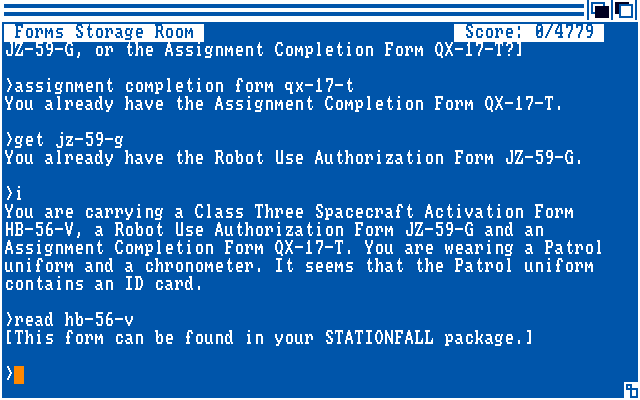 Forms Storage Room Score: 0/4779
JZ-59-G, or the Assignment Completion Form QX-17-T?]
>assignment completion form qx-17-t
You already have the Assignment Completion Form QX-17-T.
>get jz-59-g
You already have the Robot Use Authorization Form JZ-59-G.
>i
You are carrying a Class Three Spacecraft Activation Form
HB-56-V, a Robot Use Authorization Form JZ-59-G and an
Assignment Completion Form QX-17-T. You are wearing a Patrol
uniform and a chronometer. It seems that the Patrol uniform
contains an ID card.
>read hb-56-v
[This form can be found in your STATIONFALL package.]
>